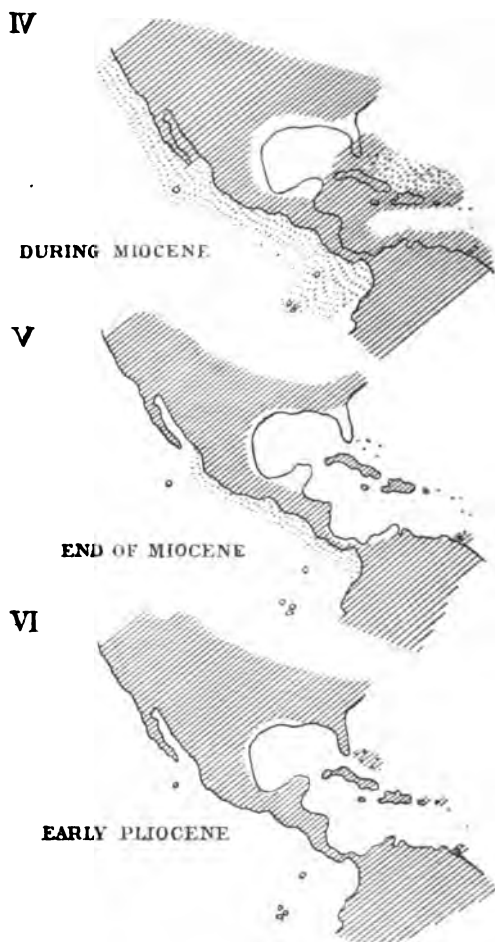 IV
DURING MIOCENE
V
END OF MIOCENE
VI
EARLY PLIOCENE